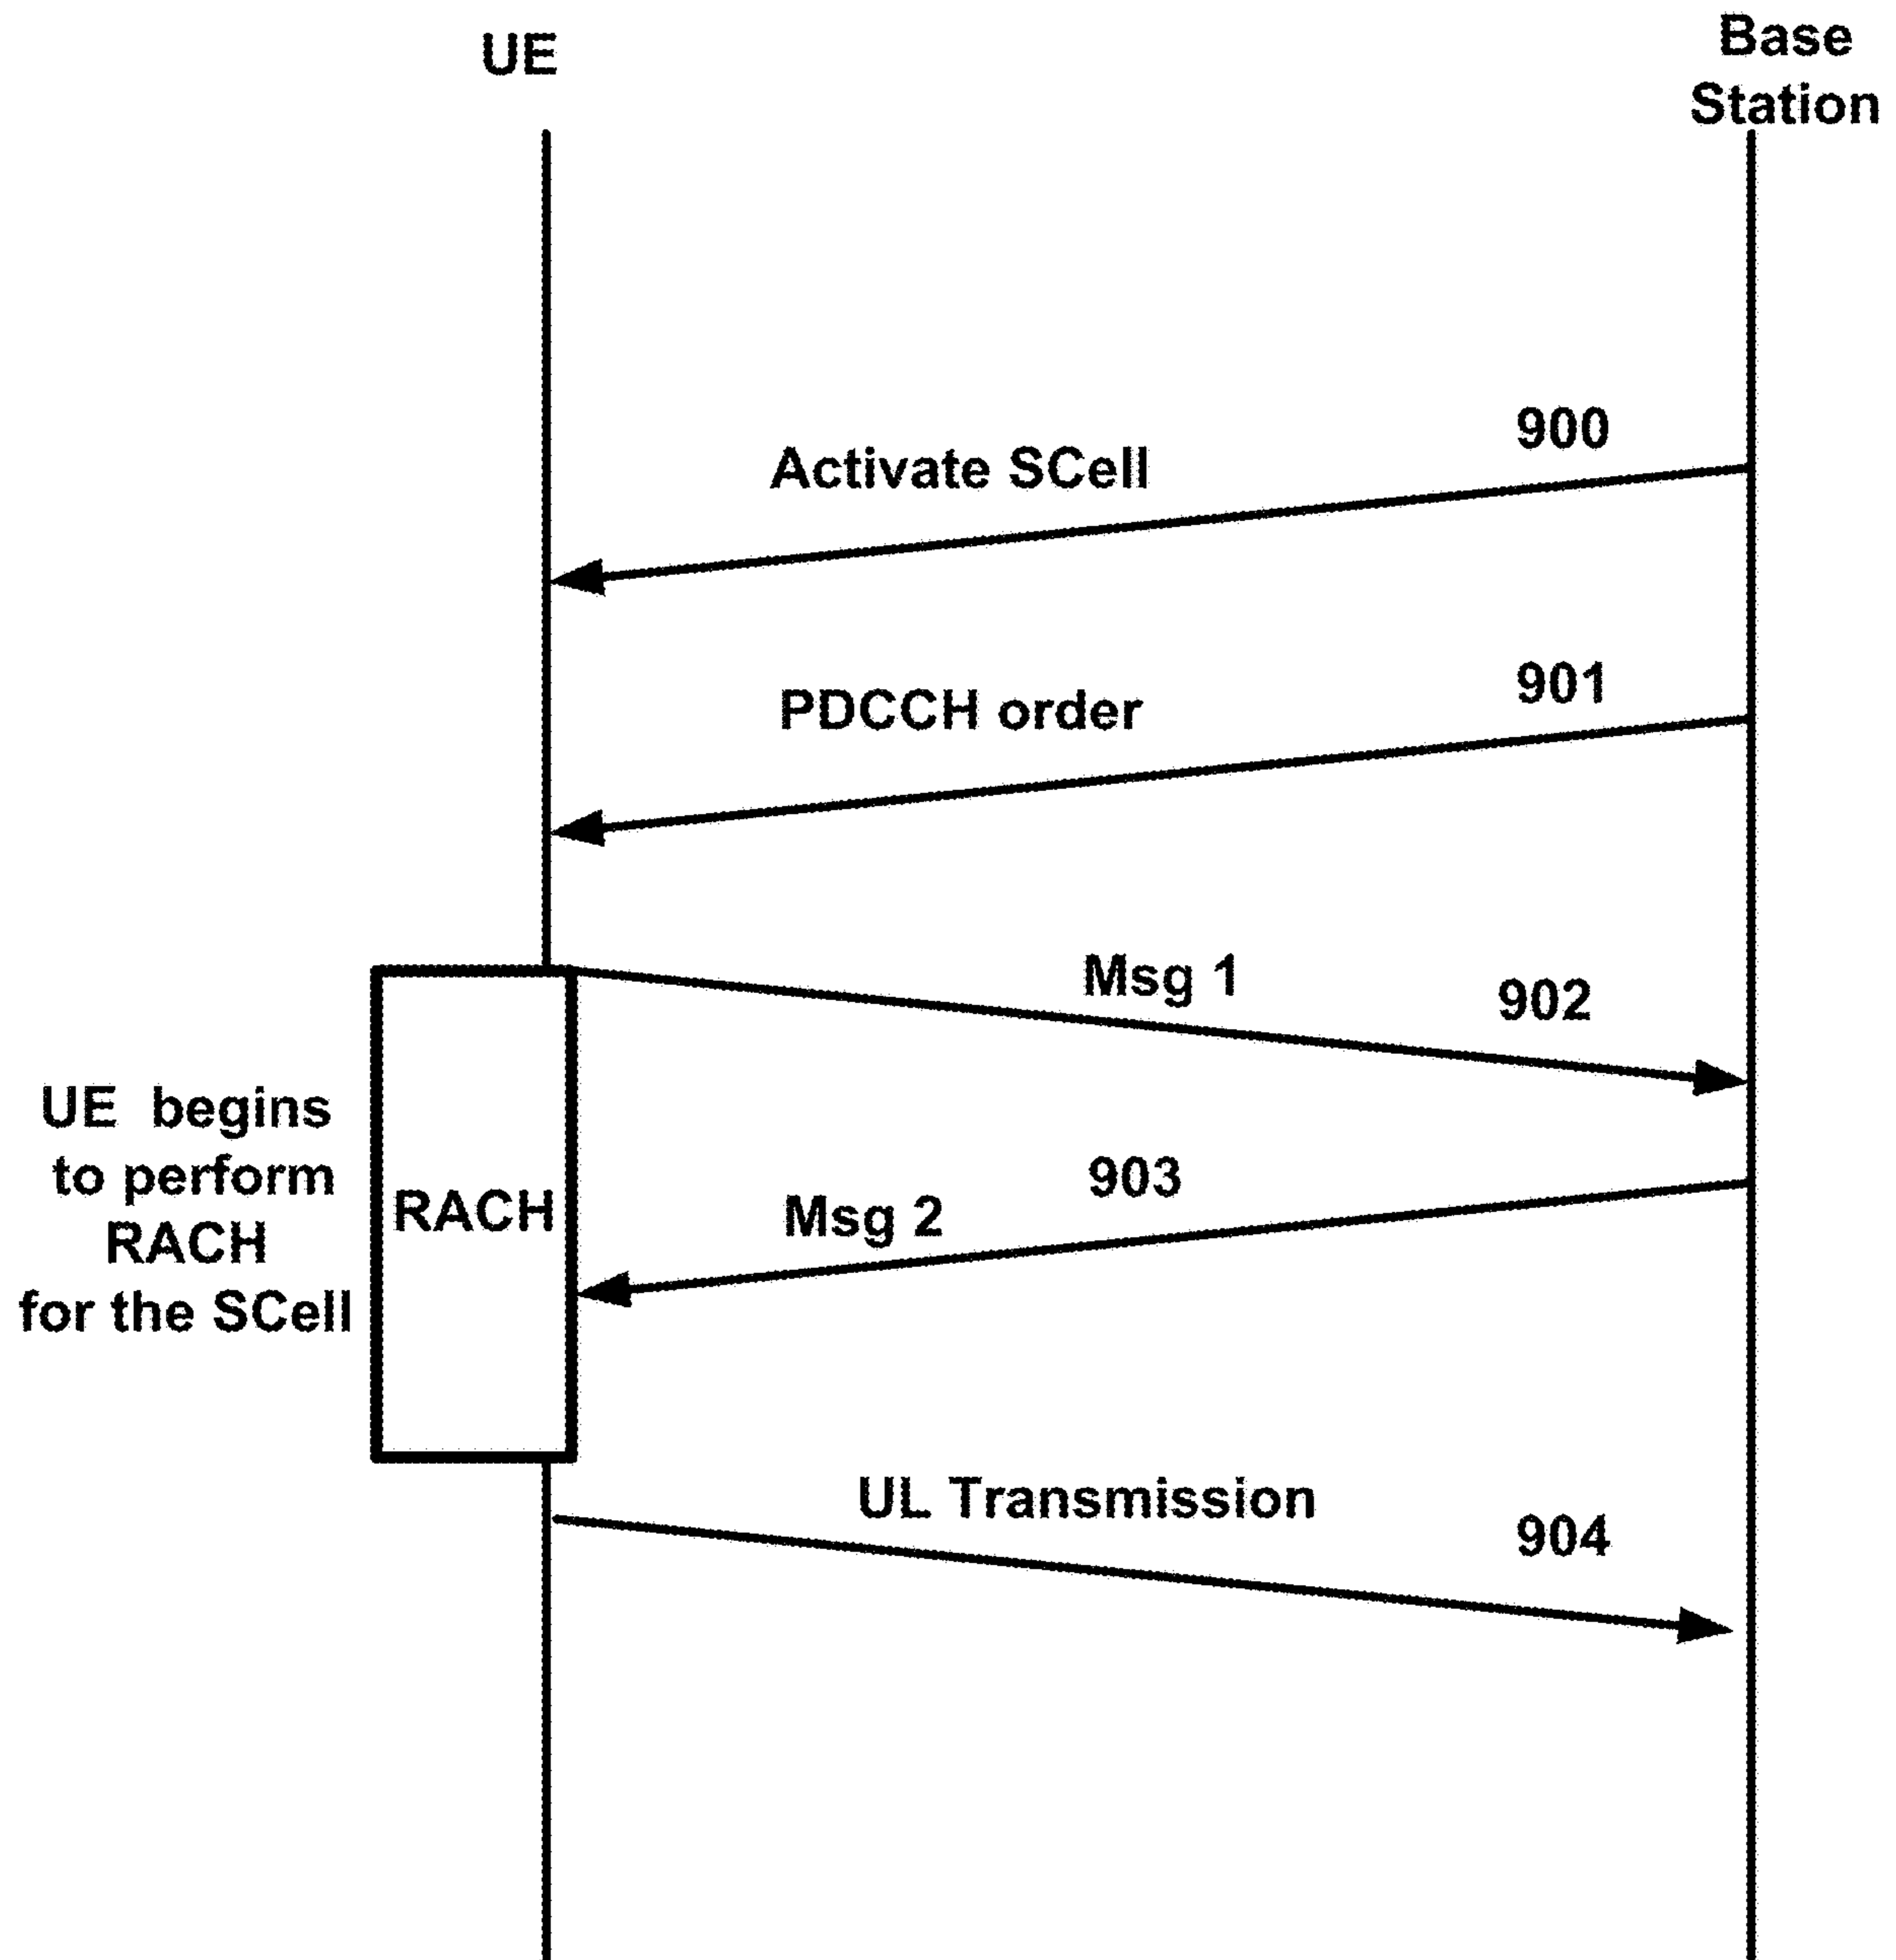 UE
Base
Station
900
Activate SCell
901
PDCCH order
Msg 1
902
UE begins
to perform
RACH
for the SCell
RACH
903
Msg 2
UL Transmission
904